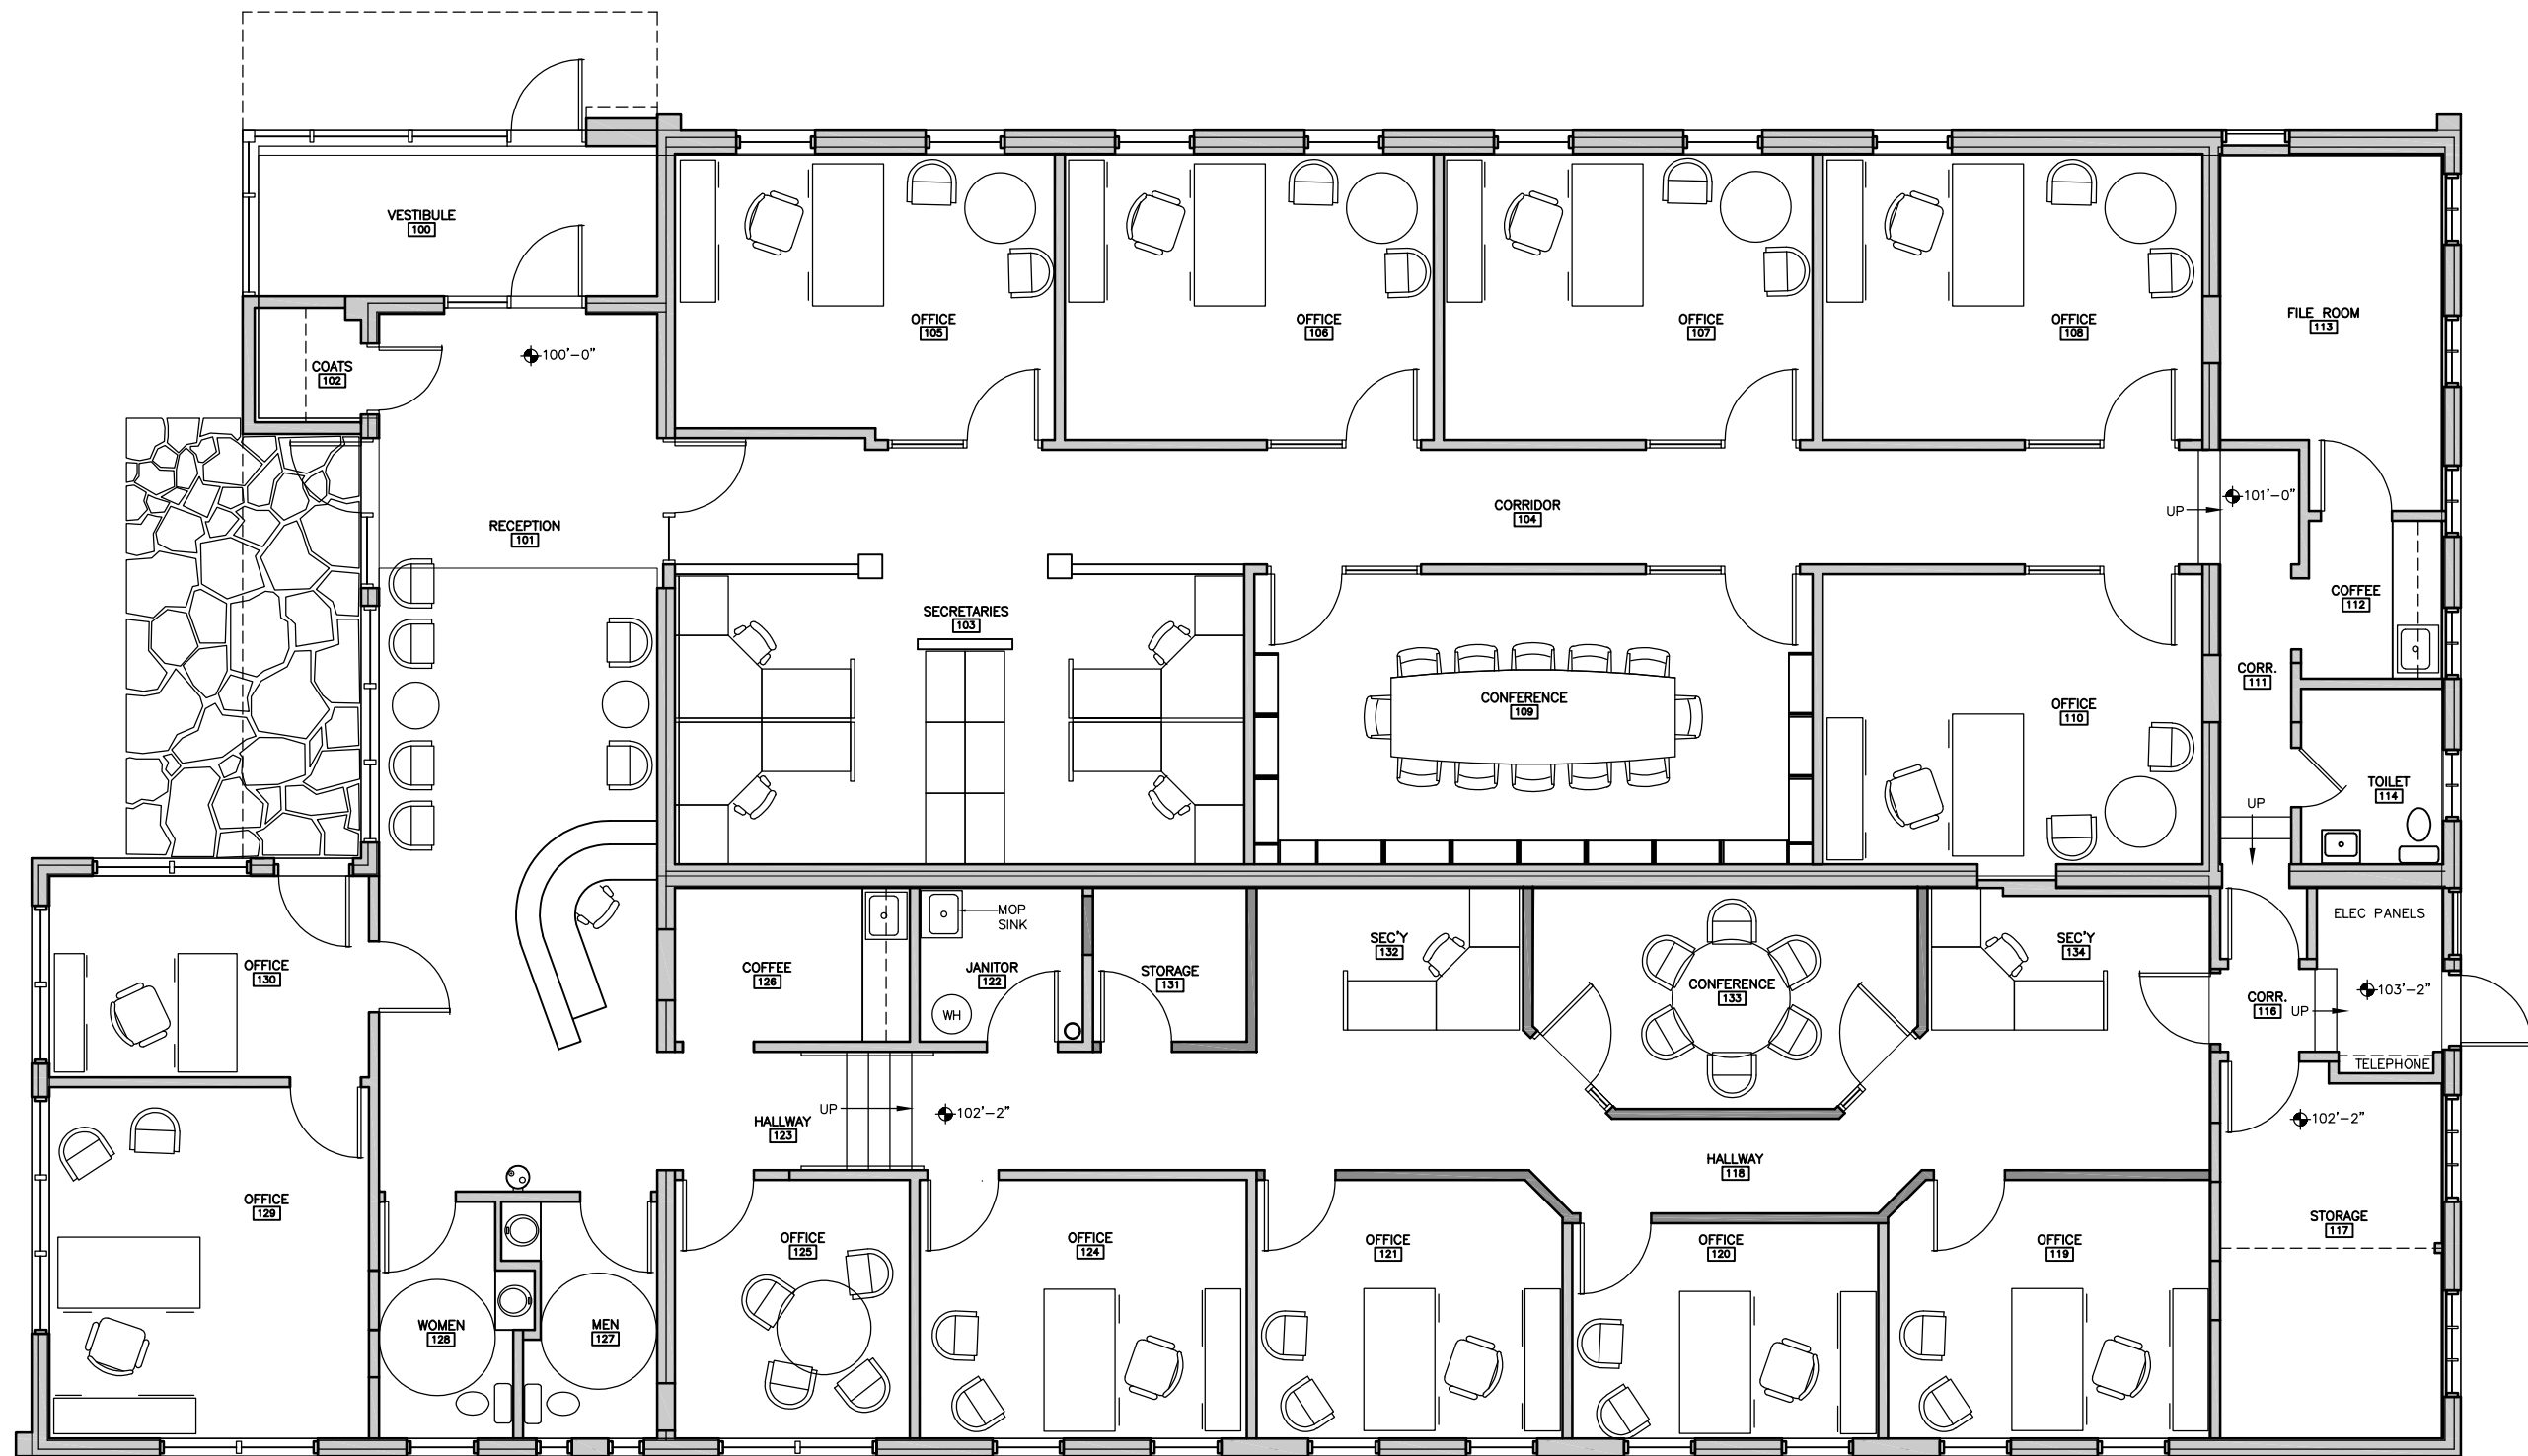 VESTIBULE
100
OFFICE
105
OFFICE
106
OFFICE
107
OFFICE
108
FILE ROOM
113
COATS
102
100'-0"
RECEPTION
101
CORRIDOR
104
UP
101'-0"
SECRETARIES
103
CONFERENCE
109
OFFICE
110
CORR.
111
COFFEE
112
UP
TOILET
114
OFFICE
130
COFFEE
126
MOP
SINK
JANITOR
122
WH
STORAGE
131
SEC'Y
132
CONFERENCE
133
SEC'Y
134
ELEC PANELS
CORR.
116
UP
103'-2"
TELEPHONE
HALLWAY
123
UP
102'-2"
HALLWAY
118
102'-2"
OFFICE
129
OFFICE
125
OFFICE
124
OFFICE
121
OFFICE
120
OFFICE
119
STORAGE
117
WOMEN
128
MEN
127